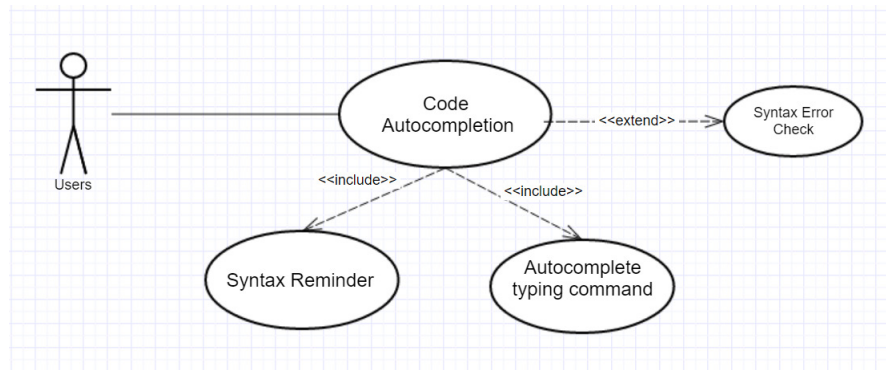 Code
Autocompletion
<<extend>>
Syntax Error
Check
Users
<<include>>
<<include>>
Syntax Reminder
Autocomplete
typing command